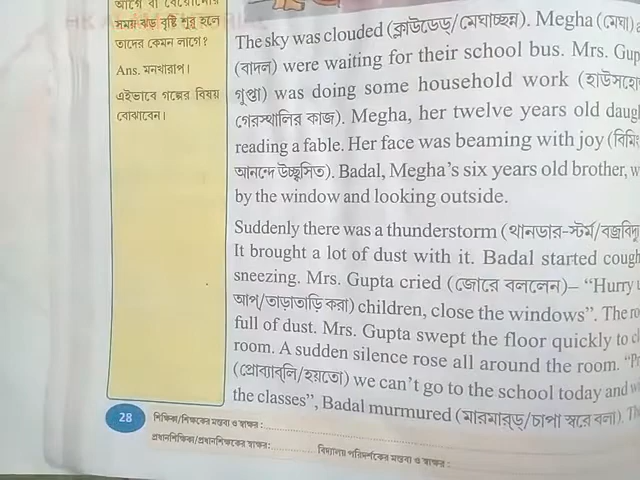 সময় ঝড় বৃষ্টি শুরু হলে
তাদের কেমন লাগে?
Ans. মনখারাপ।
এইভাবে গল্পের বিষয়
বোঝাবেন।
The sky was clouded (ক্লাউডেড্/মেঘাচ্ছন্ন). Megha (মেঘা)
(বাদল) were waiting for their school bus. Mrs. Gup
গুপ্তা) was doing some household work (হাউসহো
গেরস্থালির কাজ). Megha, her twelve years old daugl
reading a fable. Her face was beaming with joy (বিমিং
আনন্দে উচ্ছ্বসিত). Badal, Megha's six years old brother, w
by the window and looking outside.
Suddenly there was a thunderstorm (থানডার-স্টর্ম/বজ্রবিদ্যু
It brought a lot of dust with it. Badal started cough
sneezing. Mrs. Gupta cried (জোরে বললেন)– "Hurry u
আপ্/তাড়াতাড়ি করা) children, close the windows". The ro
full of dust. Mrs. Gupta swept the floor quickly to cl
room. A sudden silence rose all around the room. "Pr
(প্রোবাব্‌লি/হয়তো) we can't go to the school today and w
the classes", Badal murmured (মারমার্‌ড্/চাপা স্বরে বলা). Th
28
শিক্ষিকা/শিক্ষকের মন্তব্য ও স্বাক্ষর :
প্রধানশিক্ষিকা/প্রধানশিক্ষকের স্বাক্ষর:
বিদ্যালয় পরিদর্শকের মন্তব্য ও স্বাক্ষর :